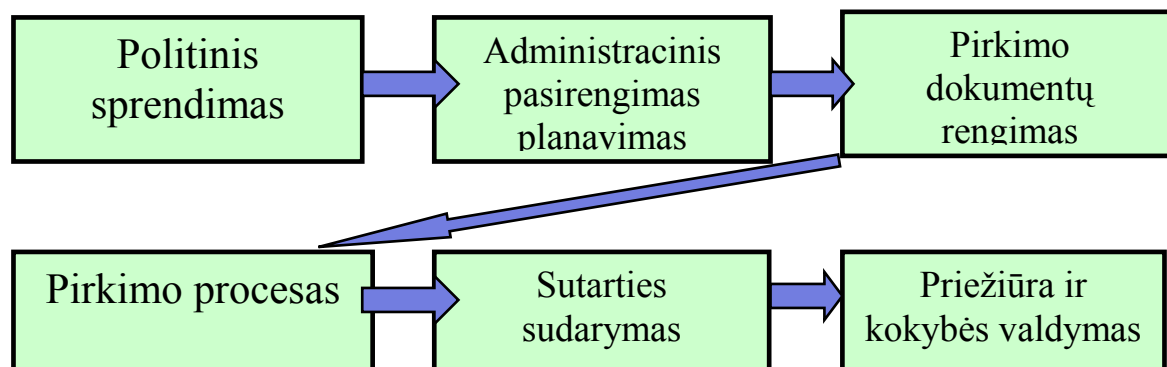 Politinis
sprendimas
Administracinis
pasirengimas
planavimas
Pirkimo
dokumentų
rengimas
Pirkimo procesas
Sutarties
sudarymas
Priežiūra ir
kokybės valdymas